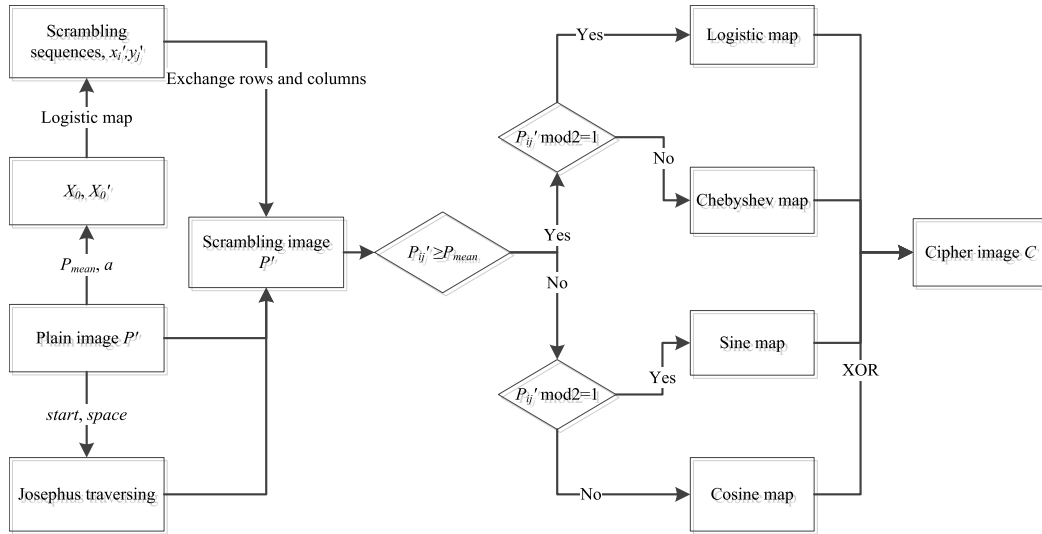 Scrambling
sequences, xi',yj'
Exchange rows and columns
Logistic map
X0, X0'
Pmean, a
Plain image P'
start, space
Josephus traversing
Scrambling image
P'
Pij' ≥Pmean
Yes
No
Pij' mod2=1
Yes
No
Pij' mod2=1
Yes
No
Logistic map
Chebyshev map
Sine map
Cosine map
XOR
Cipher image C